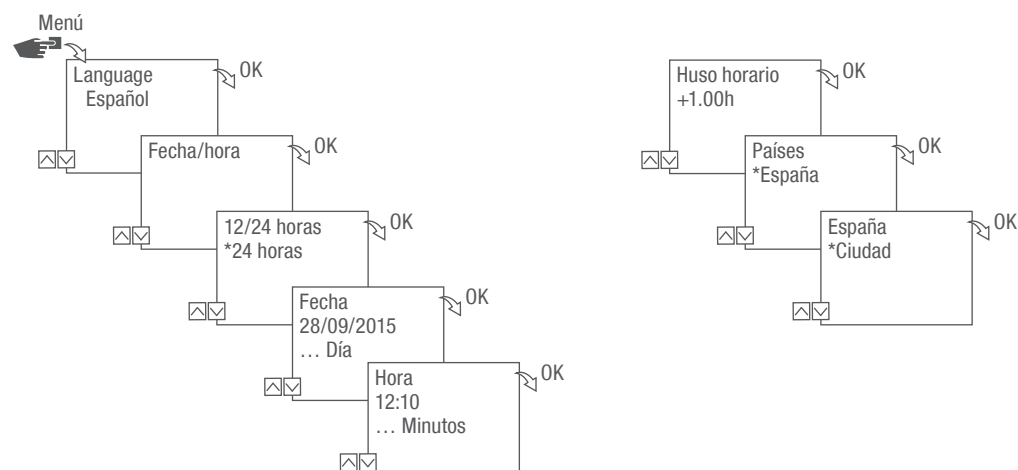 Menú
Language
Español
OK
Fecha/hora
OK
12/24 horas
*24 horas
OK
Fecha
28/09/2015
… Día
OK
Hora
12:10
… Minutos
OK
Huso horario
+1.00h
OK
Países
*España
OK
España
*Ciudad
OK